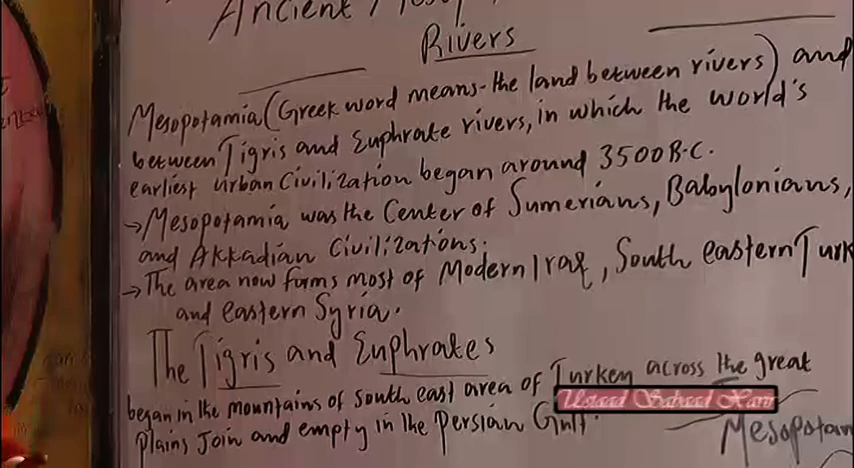 Ancient
Rivers
Mesopotamia (Greek word means - the land between rivers) and
between Tigris and Euphrate rivers, in which the world's
earliest urban Civilization began around 3500 B.C.
→ Mesopotamia was the Center of Sumerians, Babylonians,
and Akkadian Civilizations.
→ The area now forms most of Modern Iraq, South eastern Turk
and eastern Syria.
The Tigris and Euphrates
began in the mountains of south east area of Turkey across the great
plains Join and empty in the Persian Gulf.
Mesopotam